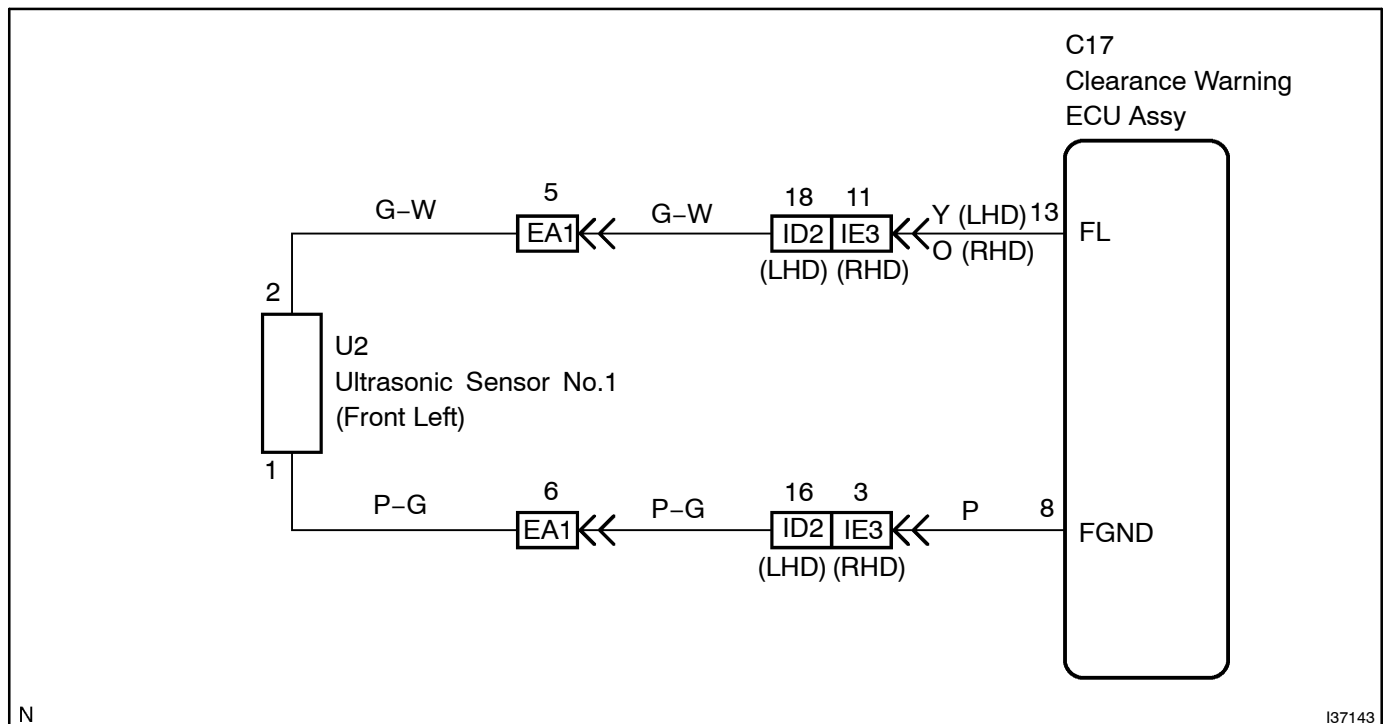 C17
Clearance Warning
ECU Assy
5
18 11
G−W
G−W
Y (LHD) 13
EA1
ID2 IE3
FL
O (RHD)
(LHD) (RHD)
2
U2
Ultrasonic Sensor No.1
(Front Left)
1
6
16 3
P−G
P−G
P
8
EA1
ID2 IE3
FGND
(LHD) (RHD)
N
I37143